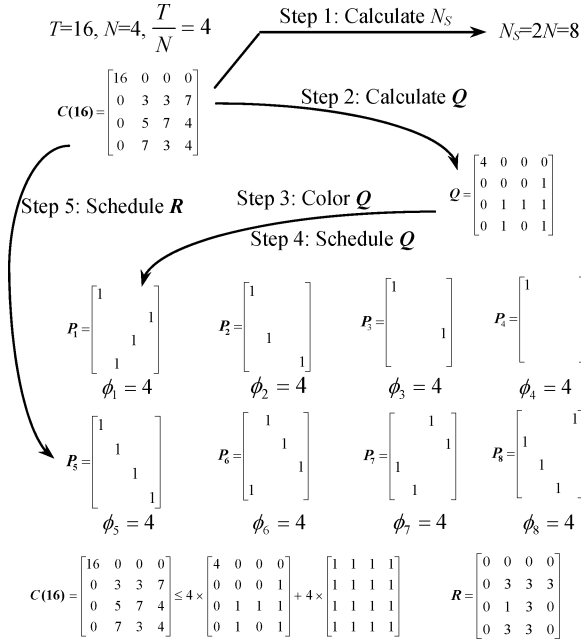 T=16, N=4, T/N = 4
Step 1: Calculate N_S
N_S=2N=8
C(16) =
16 0 0 0
0 3 3 7
0 5 7 4
0 7 3 4
Step 2: Calculate Q
Q =
4 0 0 0
0 0 0 1
0 1 1 1
0 1 0 1
Step 3: Color Q
Step 4: Schedule Q
Step 5: Schedule R
P_1 =
1
1
1
1
ϕ_1 = 4
P_2 =
1
1
1
ϕ_2 = 4
P_3 =
1
1
ϕ_3 = 4
P_4 =
1
ϕ_4 = 4
P_5 =
1
1
1
1
ϕ_5 = 4
P_6 =
1
1
1
1
ϕ_6 = 4
P_7 =
1
1
1
1
ϕ_7 = 4
P_8 =
1
1
1
1
ϕ_8 = 4
C(16) =
16 0 0 0
0 3 3 7
0 5 7 4
0 7 3 4
≤ 4 ×
4 0 0 0
0 0 0 1
0 1 1 1
0 1 0 1
+ 4 ×
1 1 1 1
1 1 1 1
1 1 1 1
1 1 1 1
R =
0 0 0 0
0 3 3 3
0 1 3 0
0 3 3 0